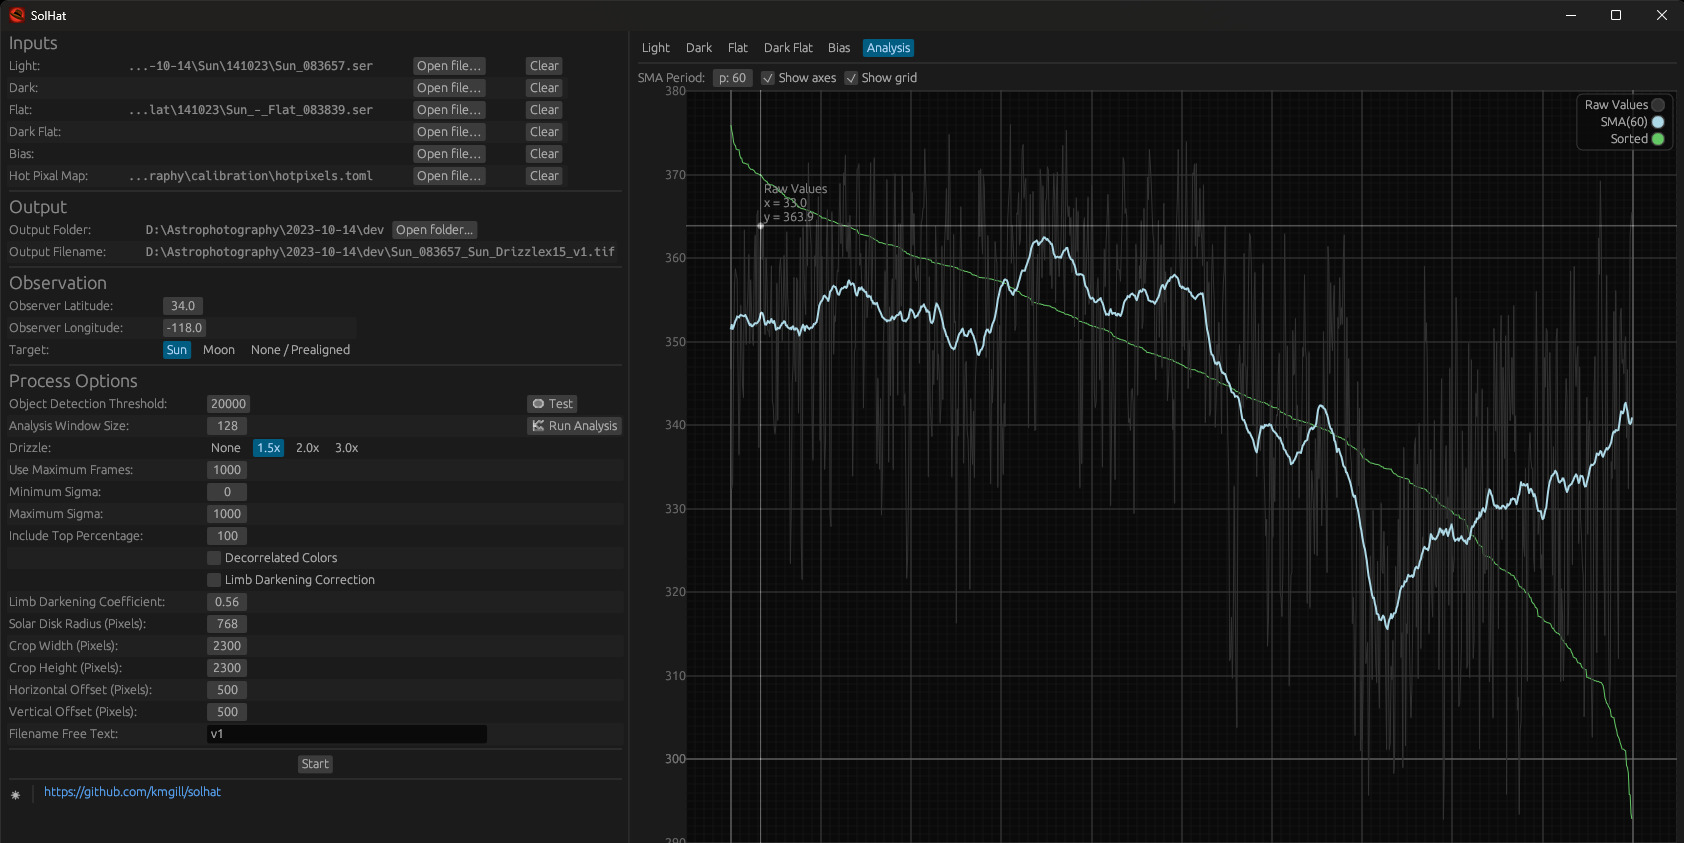 SolHat
Inputs
Light: ...-10-14\Sun\141023\Sun_083657.ser Open file... Clear
Dark: Open file... Clear
Flat: ...lat\141023\Sun_-_Flat_083839.ser Open file... Clear
Dark Flat: Open file... Clear
Bias: Open file... Clear
Hot Pixal Map: ...raphy\calibration\hotpixels.toml Open file... Clear
Output
Output Folder: D:\Astrophotography\2023-10-14\dev Open folder...
Output Filename: D:\Astrophotography\2023-10-14\dev\Sun_083657_Sun_Drizzlex15_v1.tif
Observation
Observer Latitude: 34.0
Observer Longitude: -118.0
Target: Sun Moon None / Prealigned
Process Options
Object Detection Threshold: 20000 Test
Analysis Window Size: 128 Run Analysis
Drizzle: None 1.5x 2.0x 3.0x
Use Maximum Frames: 1000
Minimum Sigma: 0
Maximum Sigma: 1000
Include Top Percentage: 100
Decorrelated Colors
Limb Darkening Correction
Limb Darkening Coefficient: 0.56
Solar Disk Radius (Pixels): 768
Crop Width (Pixels): 2300
Crop Height (Pixels): 2300
Horizontal Offset (Pixels): 500
Vertical Offset (Pixels): 500
Filename Free Text: v1
Start
https://github.com/kmgill/solhat
Light Dark Flat Dark Flat Bias Analysis
SMA Period: p: 60 Show axes Show grid
380
370
360
350
340
330
320
310
300
290
Raw Values
x = 33.0
y = 363.9
Raw Values
SMA(60)
Sorted